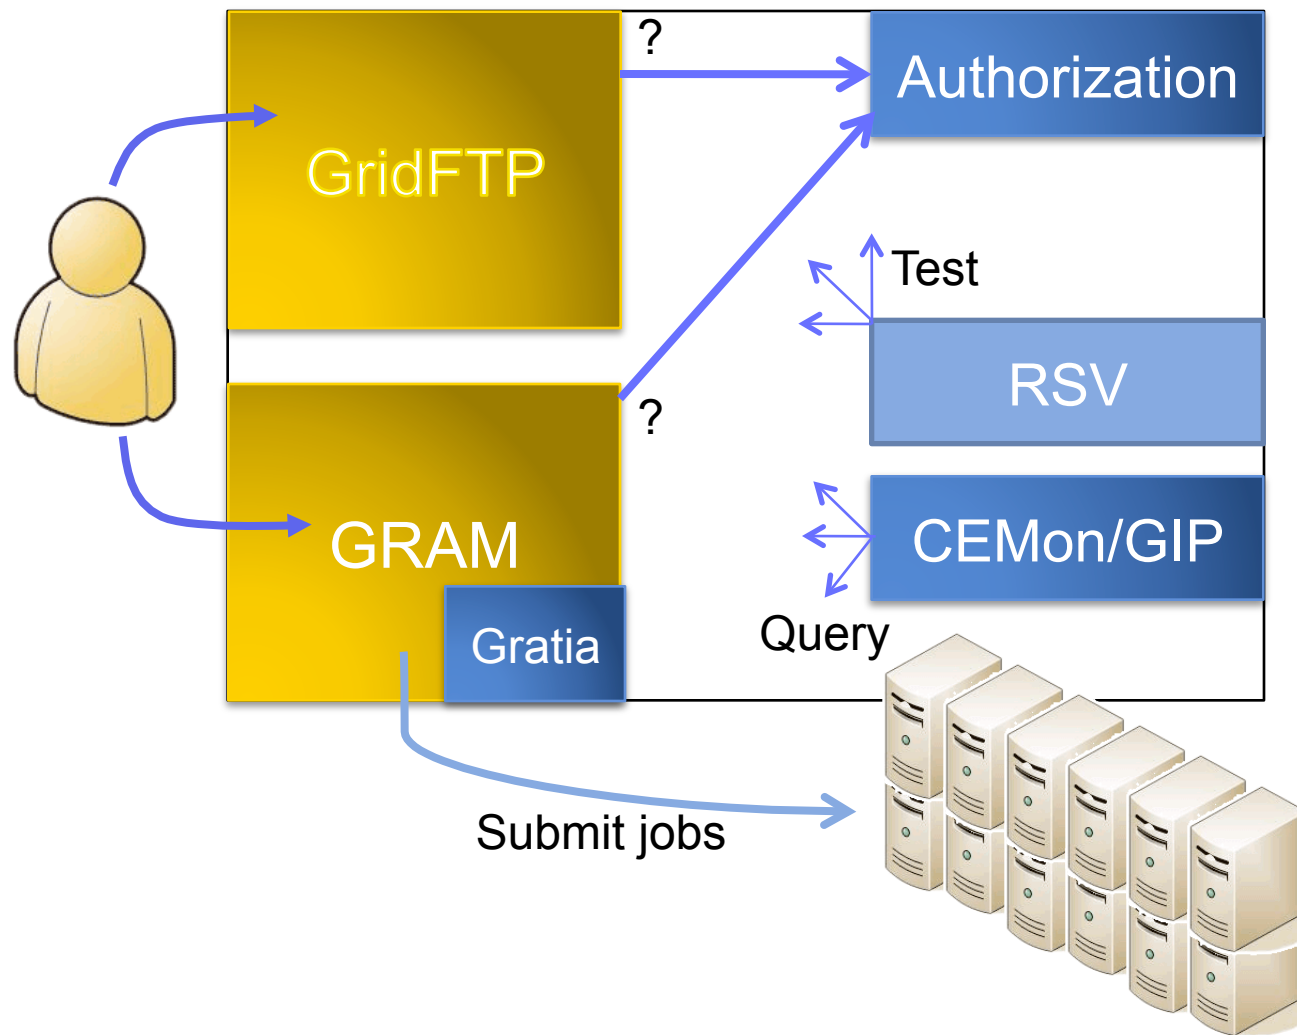 ?
Authorization
GridFTP
Test
RSV
?
GRAM
CEMon/GIP
Gratia
Query
Submit jobs